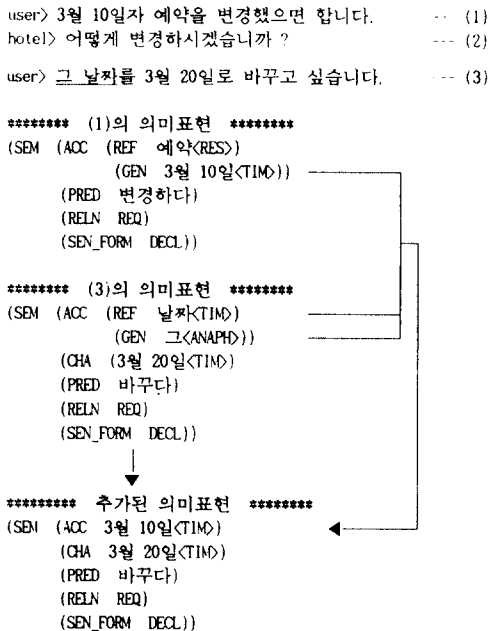 user> 3월 10일자 예약을 변경했으면 합니다. -- (1)
hotel> 어떻게 변경하시겠습니까 ? --- (2)
user> 그 날짜를 3월 20일로 바꾸고 싶습니다. --- (3)
******** (1)의 의미표현 ********
(SEM (ACC (REF 예약<RES>)
(GEN 3월 10일<TIM>))
(PRED 변경하다)
(RELN REQ)
(SEN_FORM DECL))
******** (3)의 의미표현 ********
(SEM (ACC (REF 날짜<TIM>)
(GEN 그<ANAPH>))
(CHA (3월 20일<TIM>)
(PRED 바꾸다)
(RELN REQ)
(SEN_FORM DECL))
********* 추가된 의미표현 *********
(SEM (ACC 3월 10일<TIM>)
(CHA 3월 20일<TIM>)
(PRED 바꾸다)
(RELN REQ)
(SEN_FORM DECL))